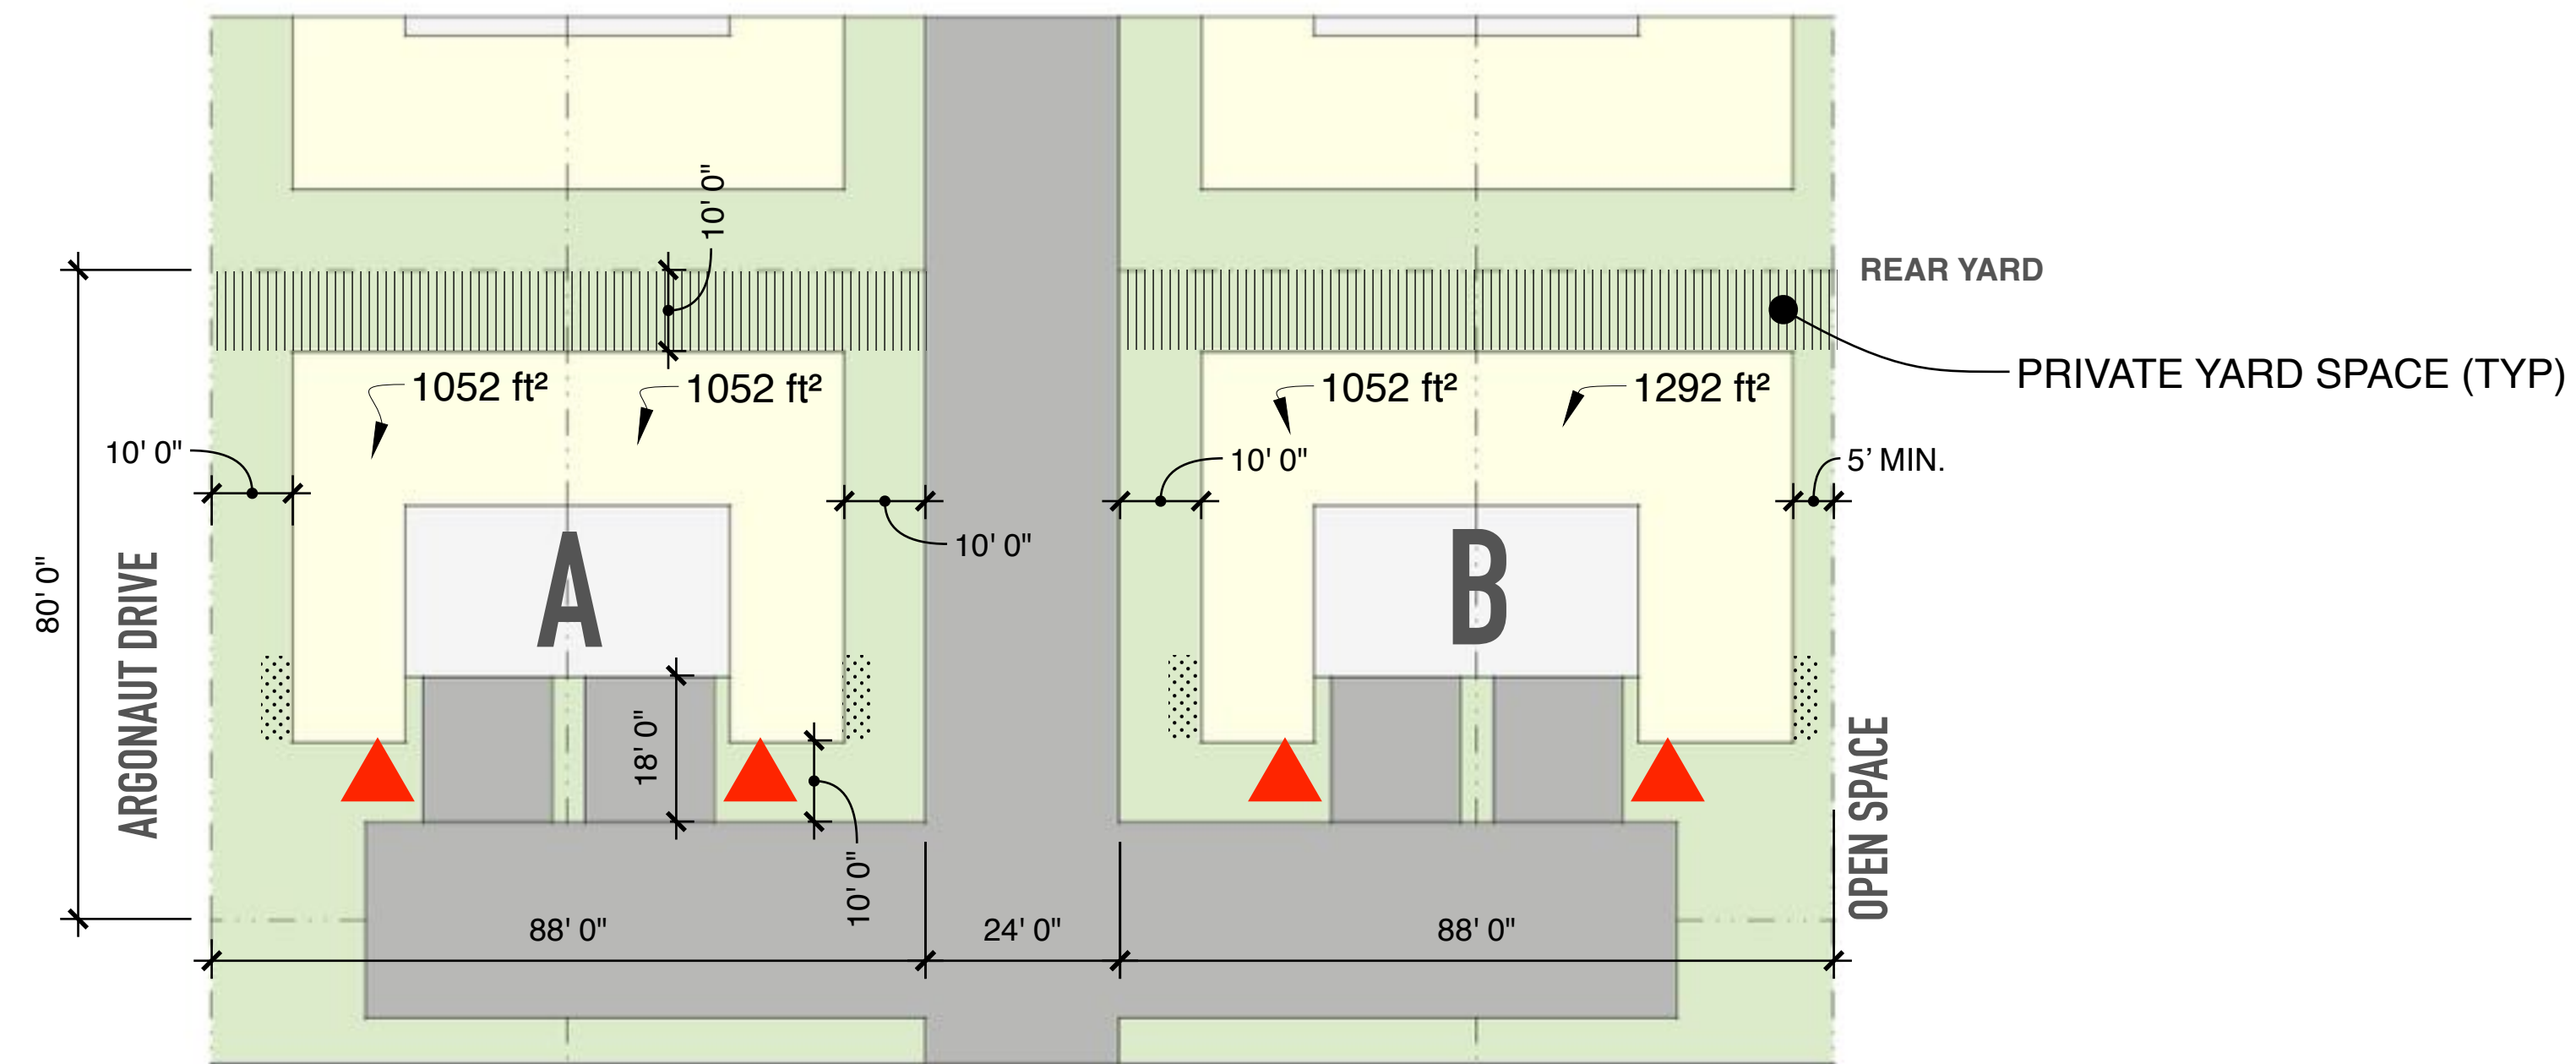 10' 0"
REAR YARD
PRIVATE YARD SPACE (TYP)
1052 ft²
1052 ft²
1052 ft²
1292 ft²
10' 0"
10' 0"
5’ MIN.
10' 0"
A
B
80' 0"
ARGONAUT DRIVE
18' 0"
10' 0"
OPEN SPACE
88' 0"
24' 0"
88' 0"